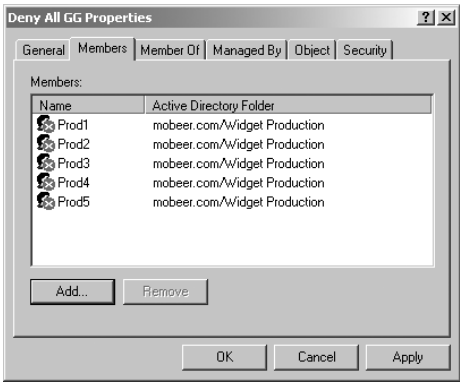 Deny All GG Properties
General Members Member Of Managed By Object Security
Members:
Name Active Directory Folder
Prod1 mobeer.com/Widget Production
Prod2 mobeer.com/Widget Production
Prod3 mobeer.com/Widget Production
Prod4 mobeer.com/Widget Production
Prod5 mobeer.com/Widget Production
Add... Remove
OK Cancel Apply